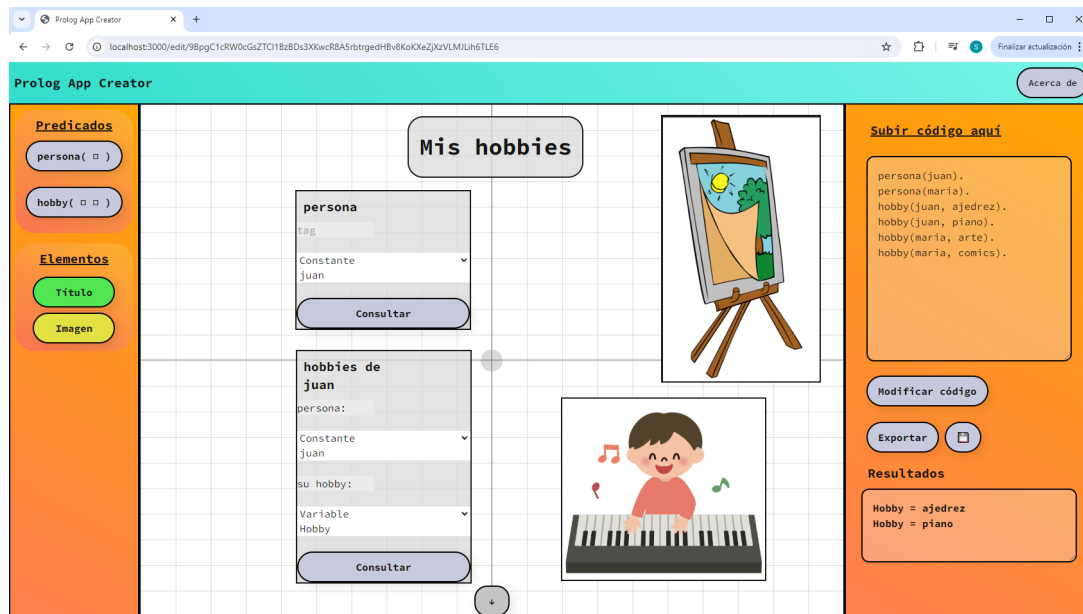 Prolog App Creator
localhost:3000/edit/9BpgC1cRW0cGsZTCl1BzBDs3XKwcR8A5rbtrgedHBv8KoKXeZjXzVLMJLih6TLE6
S
Finalizar actualización
Prolog App Creator
Acerca de
Predicados
persona( □ )
hobby( □ □ )
Elementos
Título
Imagen
Mis hobbies
persona
tag
Constante
juan
Consultar
hobbies de
juan
persona:
Constante
juan
su hobby:
Variable
Hobby
Consultar
↓
Subir código aquí
persona(juan).
persona(maria).
hobby(juan, ajedrez).
hobby(juan, piano).
hobby(maria, arte).
hobby(maria, comics).
Modificar código
Exportar
Resultados
Hobby = ajedrez
Hobby = piano